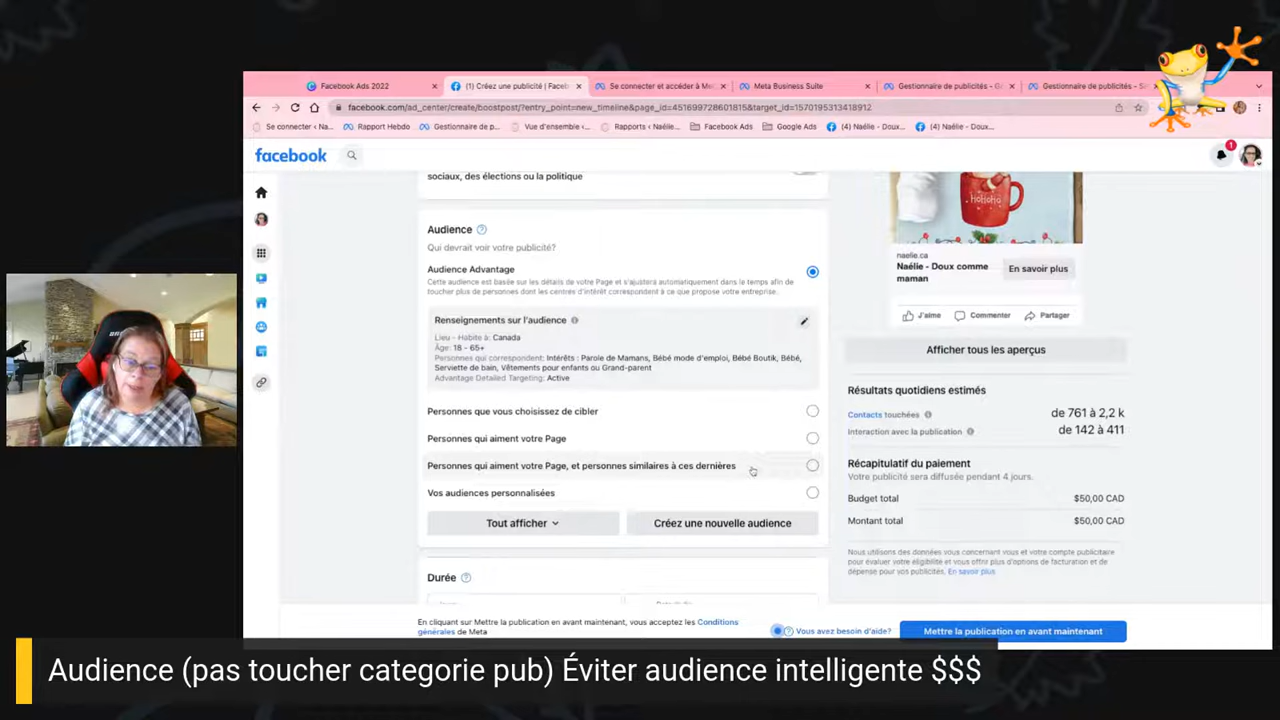 Facebook Ads 2022
(1) Créez une publicité | Faceb
Se connecter et accéder à Me
Meta Business Suite
Gestionnaire de publicités - G
Gestionnaire de publicités - S
facebook.com/ad_center/create/boostpost/?entry_point=new_timeline&page_id=451699728601815&target_id=1570195313418912
Se connecter ‹ Na...
Rapport Hebdo
Gestionnaire de p...
Vue d'ensemble ‹...
Rapports ‹ Naélie...
Facebook Ads
Google Ads
(4) Naélie - Doux...
(4) Naélie - Doux...
facebook
1
sociaux, des élections ou la politique
Audience
Qui devrait voir votre publicité?
Audience Advantage
Cette audience est basée sur les détails de votre Page et s'ajustera automatiquement dans le temps afin de
toucher plus de personnes dont les centres d'intérêt correspondent à ce que propose votre entreprise.
Renseignements sur l'audience
Lieu - Habite à: Canada
Âge: 18 - 65+
Personnes qui correspondent: Intérêts : Parole de Mamans, Bébé mode d'emploi, Bébé Boutik, Bébé,
Serviette de bain, Vêtements pour enfants ou Grand-parent
Advantage Detailed Targeting: Active
Personnes que vous choisissez de cibler
Personnes qui aiment votre Page
Personnes qui aiment votre Page, et personnes similaires à ces dernières
Vos audiences personnalisées
Tout afficher
Créez une nouvelle audience
Durée
HOHOHO
naelie.ca
Naélie - Doux comme
maman
En savoir plus
J'aime
Commenter
Partager
Afficher tous les aperçus
Résultats quotidiens estimés
Contacts touchées
de 761 à 2,2 k
Interaction avec la publication
de 142 à 411
Récapitulatif du paiement
Votre publicité sera diffusée pendant 4 jours.
Budget total
$50,00 CAD
Montant total
$50,00 CAD
Nous utilisons des données vous concernant vous et votre compte publicitaire
pour évaluer votre éligibilité et vous offrir plus d'options de facturation et de
dépense pour vos publicités. En savoir plus
En cliquant sur Mettre la publication en avant maintenant, vous acceptez les Conditions
générales de Meta
Vous avez besoin d'aide?
Mettre la publication en avant maintenant
Audience (pas toucher categorie pub) Éviter audience intelligente $$$